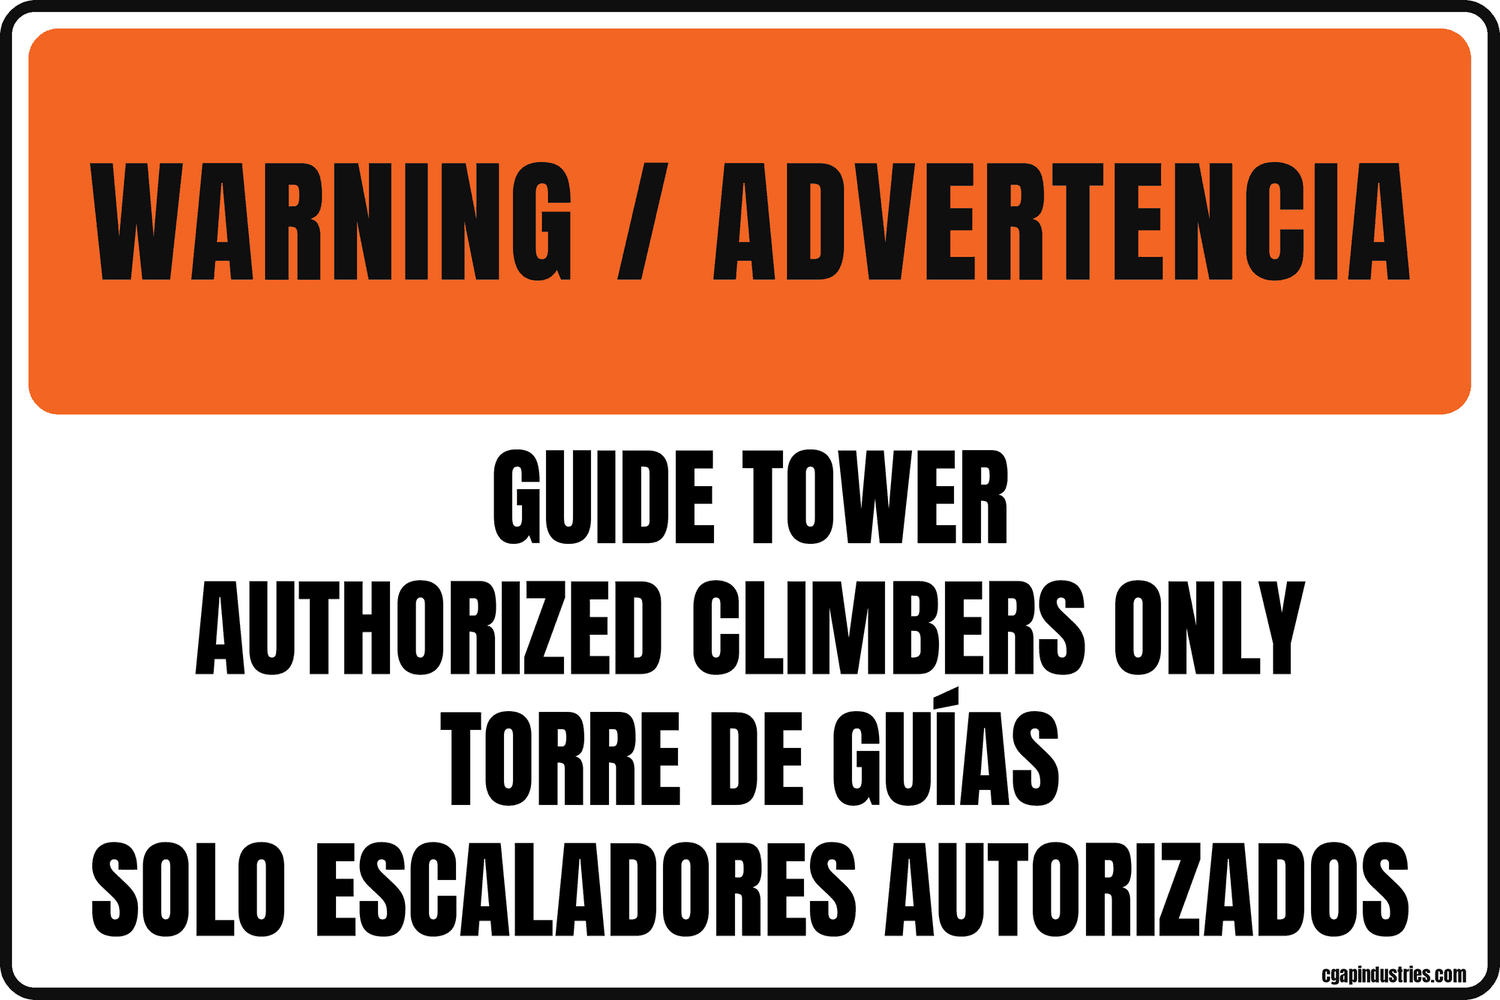 WARNING / ADVERTENCIA
GUIDE TOWER
AUTHORIZED CLIMBERS ONLY
TORRE DE GUÍAS
SOLO ESCALADORES AUTORIZADOS
cgapindustries.com